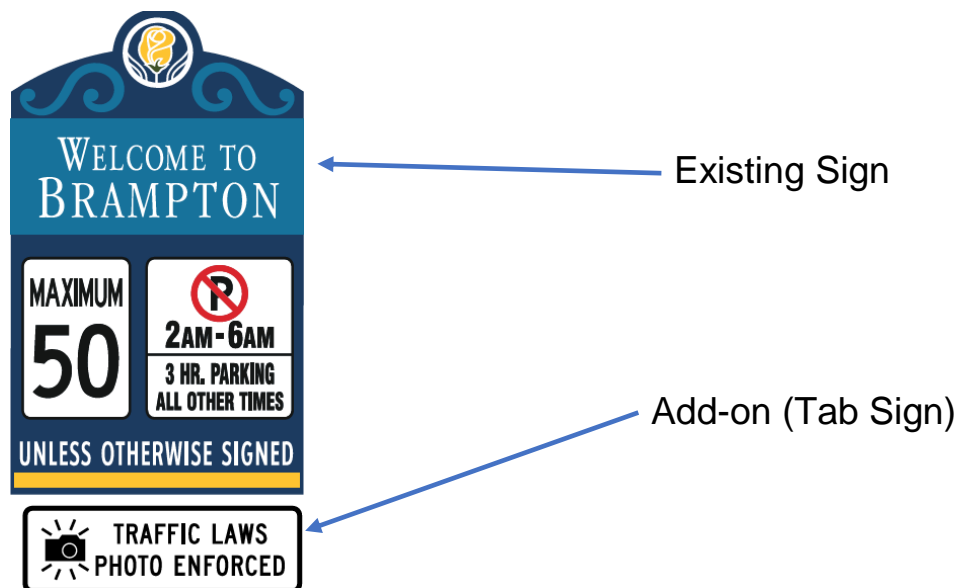 WELCOME TO
BRAMPTON
Existing Sign
MAXIMUM
50
P
2AM-6AM
3 HR. PARKING
ALL OTHER TIMES
UNLESS OTHERWISE SIGNED
Add-on (Tab Sign)
TRAFFIC LAWS
PHOTO ENFORCED